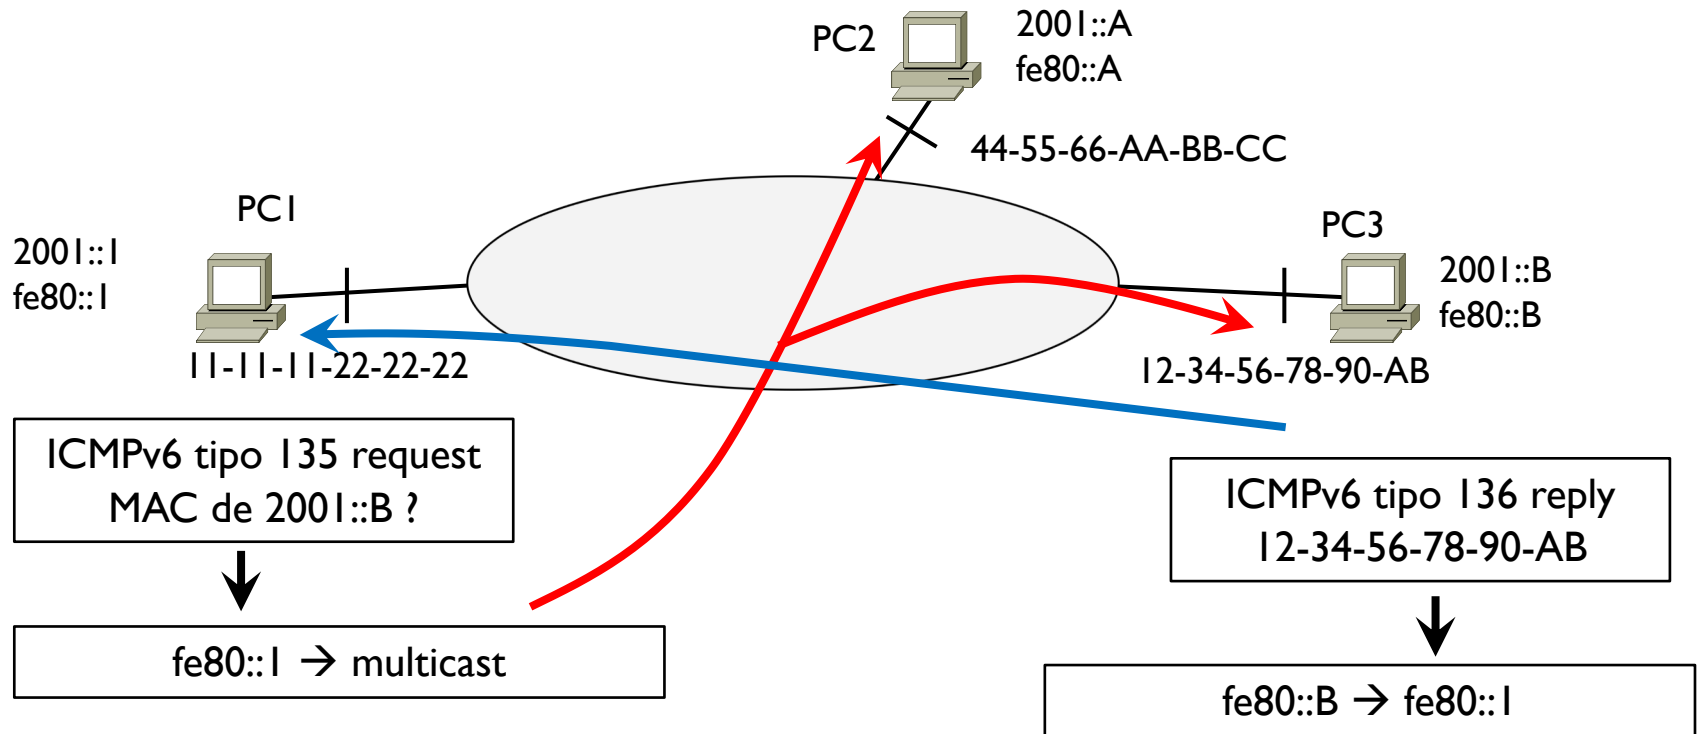 PC2
2001::A
fe80::A
44-55-66-AA-BB-CC
PC1
2001::1
fe80::1
11-11-11-22-22-22
PC3
2001::B
fe80::B
12-34-56-78-90-AB
ICMPv6 tipo 135 request
MAC de 2001::B ?
fe80::1 → multicast
ICMPv6 tipo 136 reply
12-34-56-78-90-AB
fe80::B → fe80::1